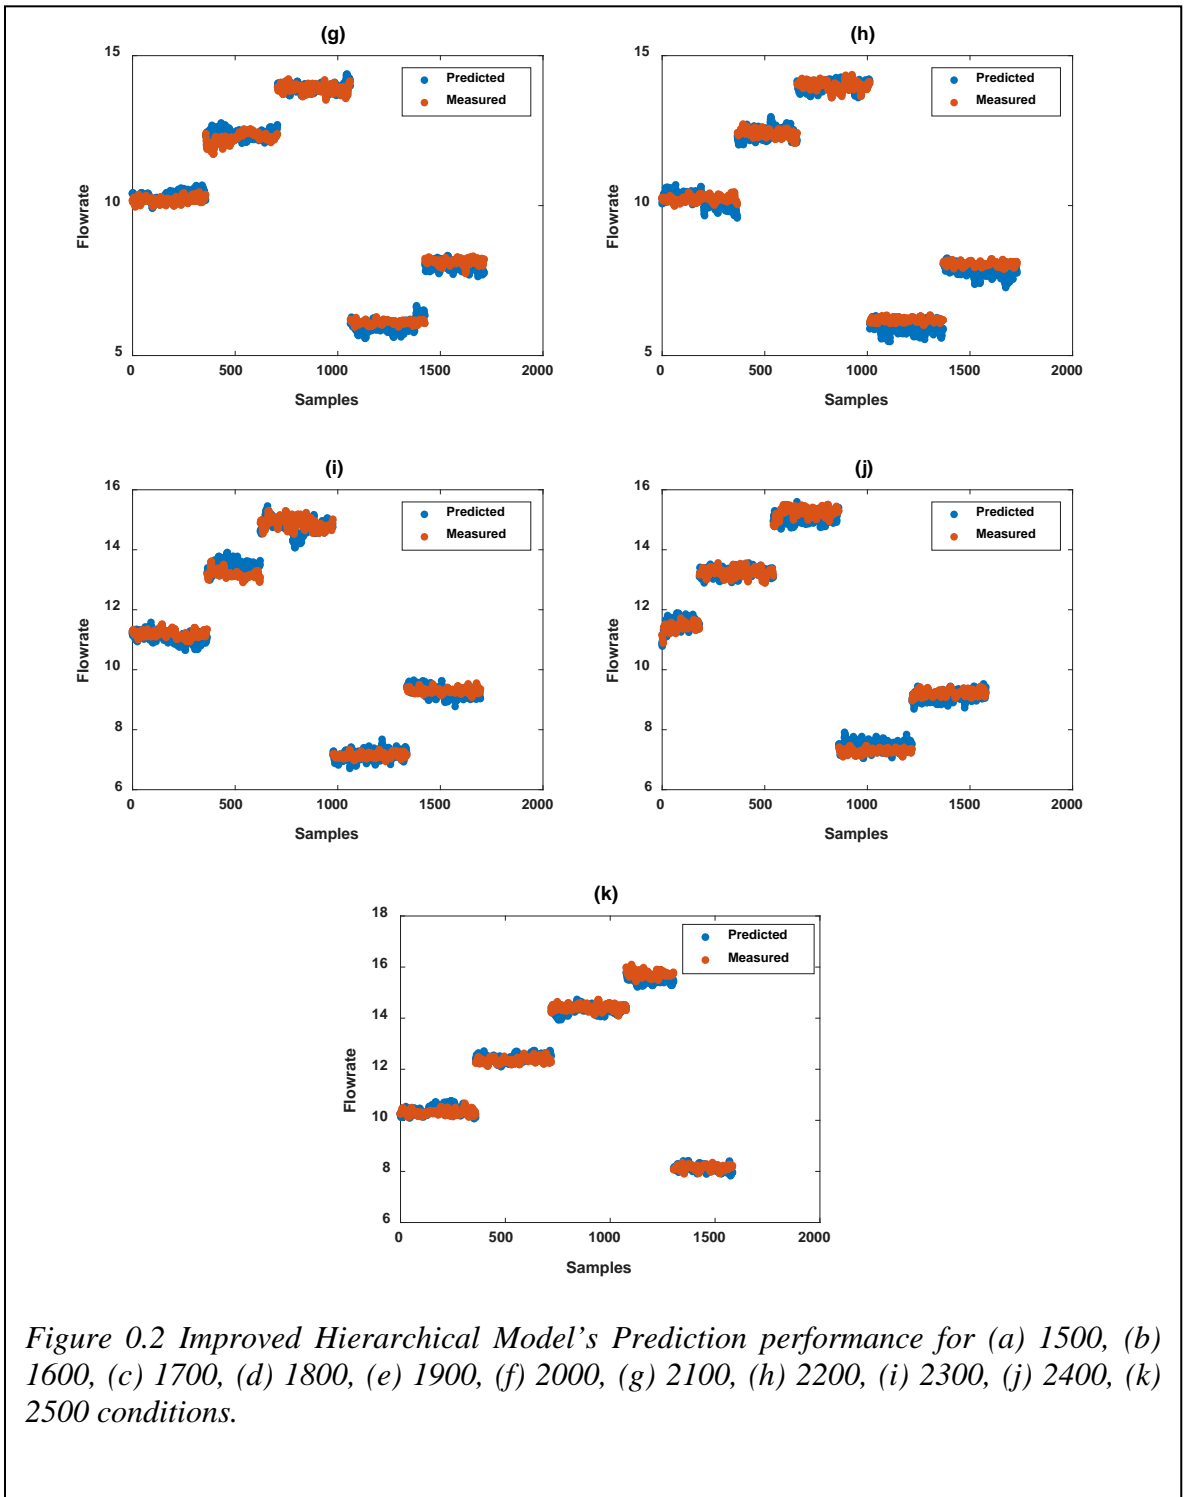 (g)
15
Predicted
Measured
10
Flowrate
5
0 500 1000 1500 2000
Samples
(h)
15
Predicted
Measured
10
Flowrate
5
0 500 1000 1500 2000
Samples
(i)
16
Predicted
Measured
14
12
Flowrate
10
8
6
0 500 1000 1500 2000
Samples
(j)
16
Predicted
Measured
14
12
Flowrate
10
8
6
0 500 1000 1500 2000
Samples
(k)
18
Predicted
Measured
16
14
12
Flowrate
10
8
6
0 500 1000 1500 2000
Samples
Figure 0.2 Improved Hierarchical Model’s Prediction performance for (a) 1500, (b)
1600, (c) 1700, (d) 1800, (e) 1900, (f) 2000, (g) 2100, (h) 2200, (i) 2300, (j) 2400, (k)
2500 conditions.